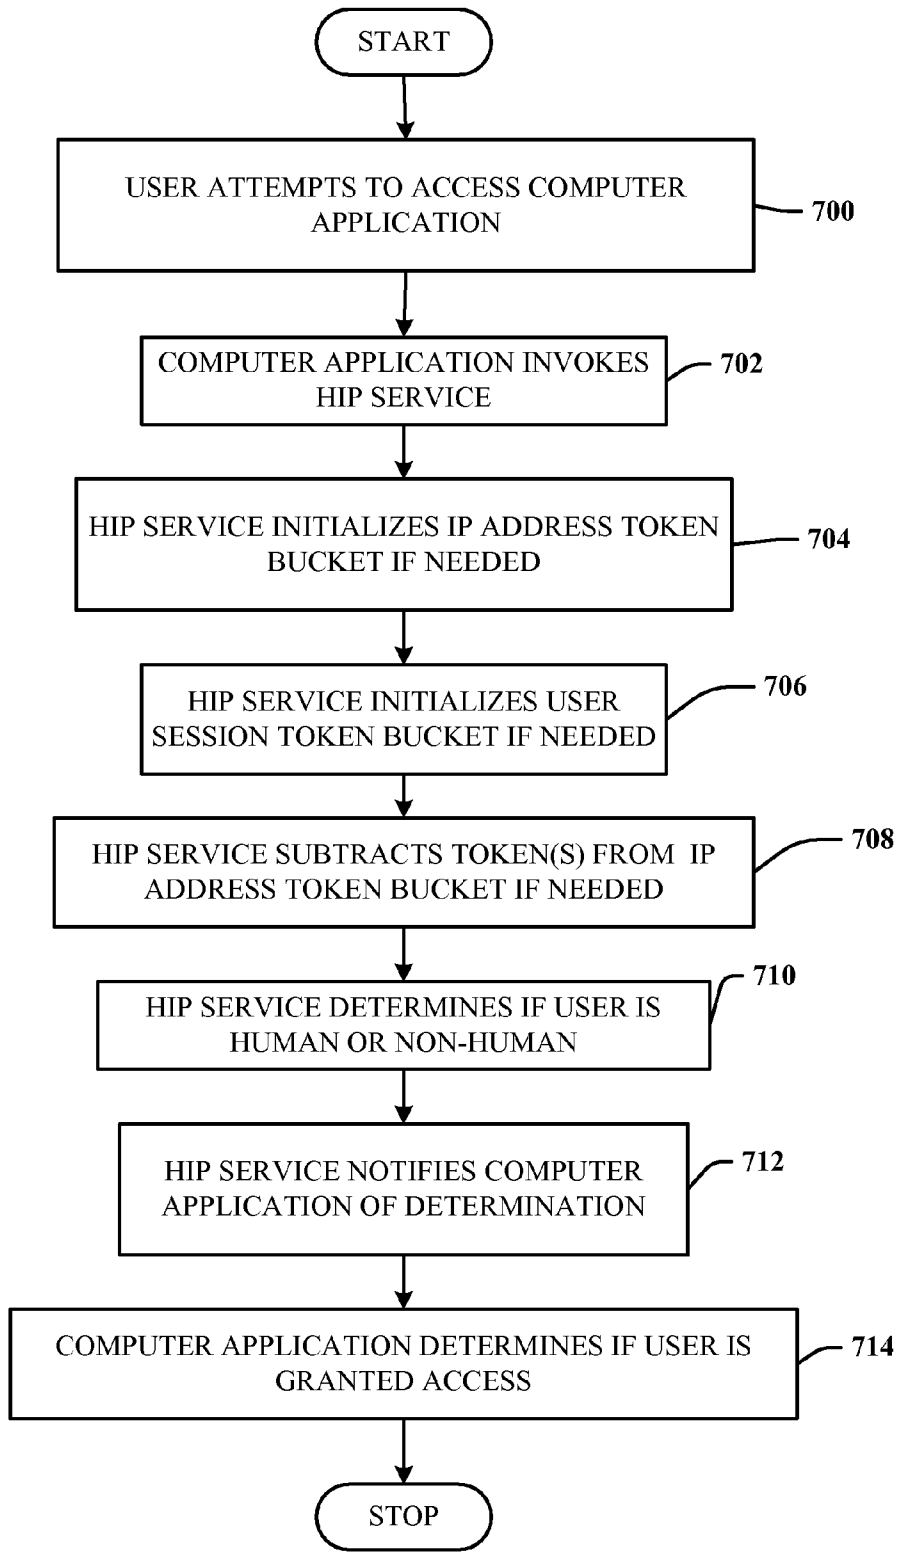 START
USER ATTEMPTS TO ACCESS COMPUTER
APPLICATION
700
COMPUTER APPLICATION INVOKES
HIP SERVICE
702
HIP SERVICE INITIALIZES IP ADDRESS TOKEN
BUCKET IF NEEDED
704
HIP SERVICE INITIALIZES USER
SESSION TOKEN BUCKET IF NEEDED
706
HIP SERVICE SUBTRACTS TOKEN(S) FROM IP
ADDRESS TOKEN BUCKET IF NEEDED
708
HIP SERVICE DETERMINES IF USER IS
HUMAN OR NON-HUMAN
710
HIP SERVICE NOTIFIES COMPUTER
APPLICATION OF DETERMINATION
712
COMPUTER APPLICATION DETERMINES IF USER IS
GRANTED ACCESS
714
STOP